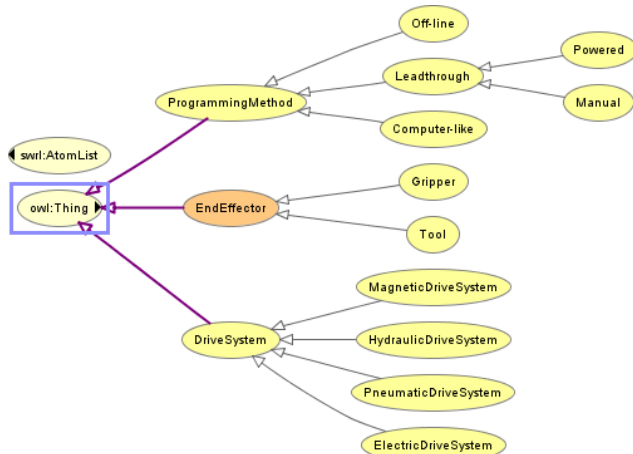 Off-line
Powered
Leadthrough
ProgrammingMethod
Manual
Computer-like
swrl:AtomList
Gripper
owl:Thing
EndEffector
Tool
MagneticDriveSystem
DriveSystem
HydraulicDriveSystem
PneumaticDriveSystem
ElectricDriveSystem